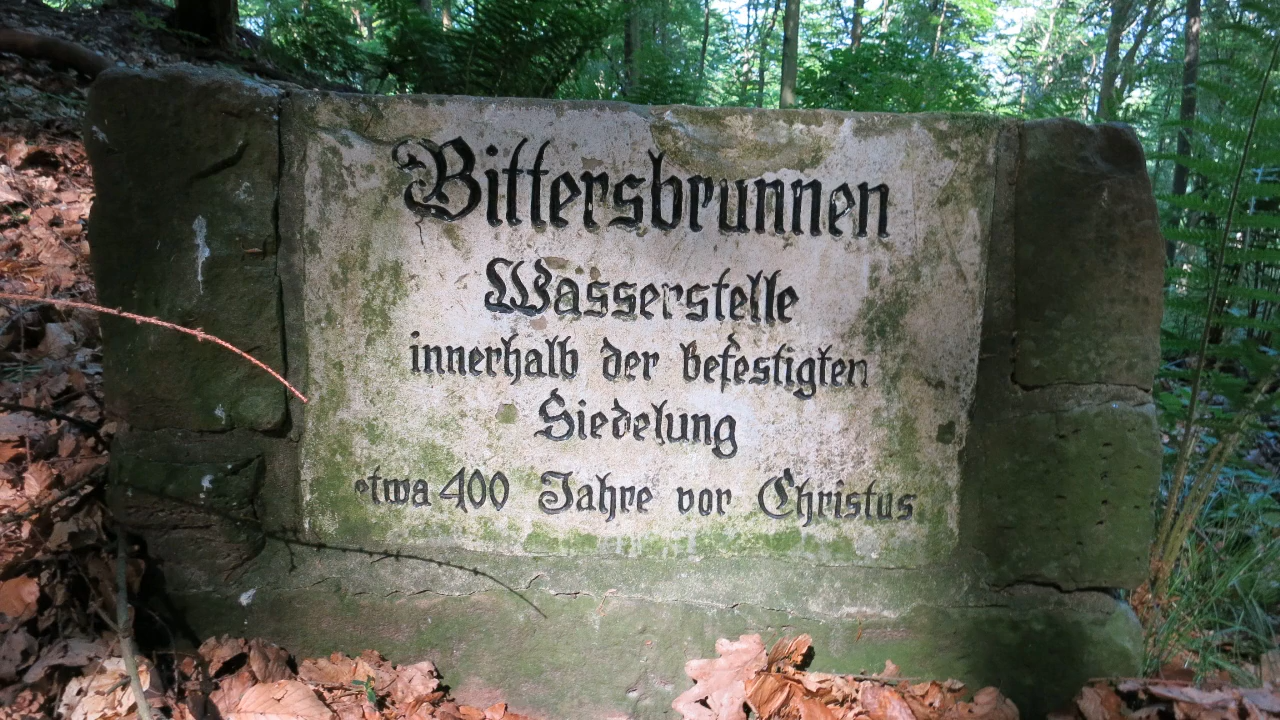 Bittersbrunnen
Wasserstelle
innerhalb der befestigten
Siedelung
etwa 400 Jahre vor Christus